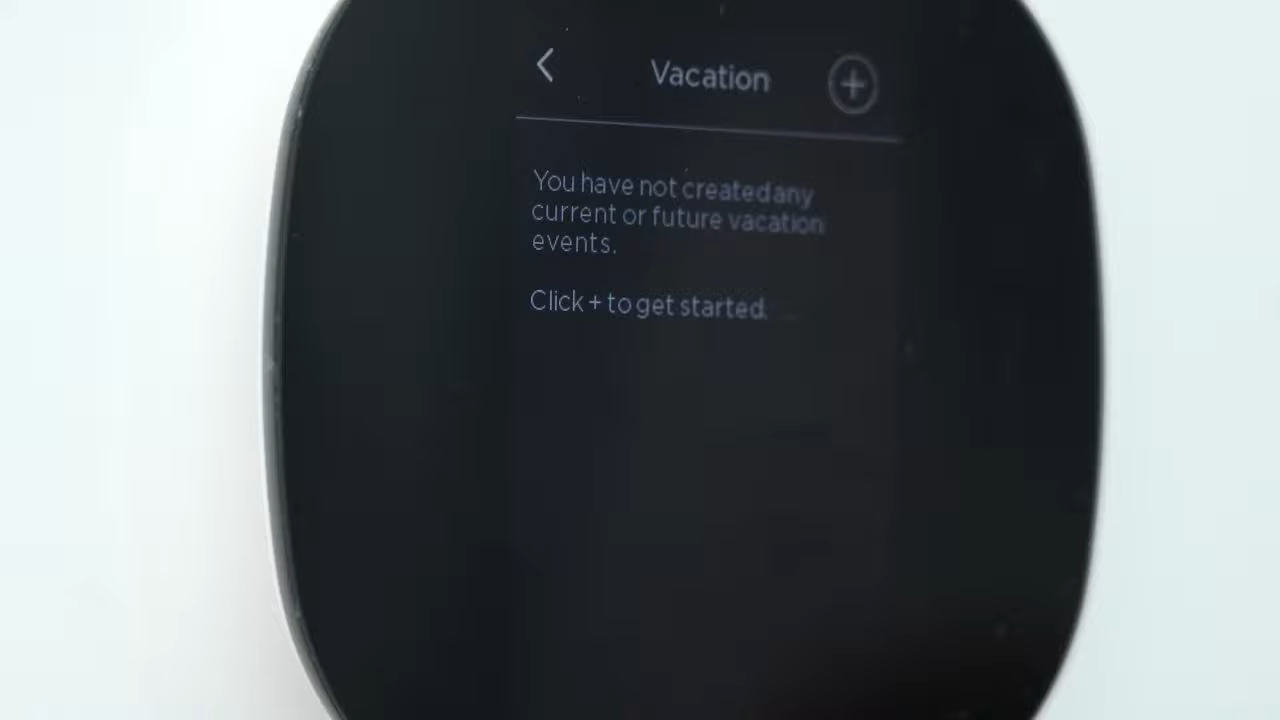 Vacation
You have not created any
current or future vacation
events.
Click + to get started.